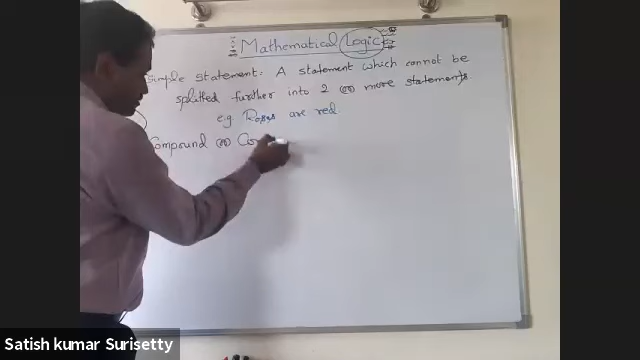 Mathematical Logic
Simple statement: A statement which cannot be
splitted further into 2 (or) more statements.
e.g Roses are red
Compound (or) Co
Satish kumar Surisetty